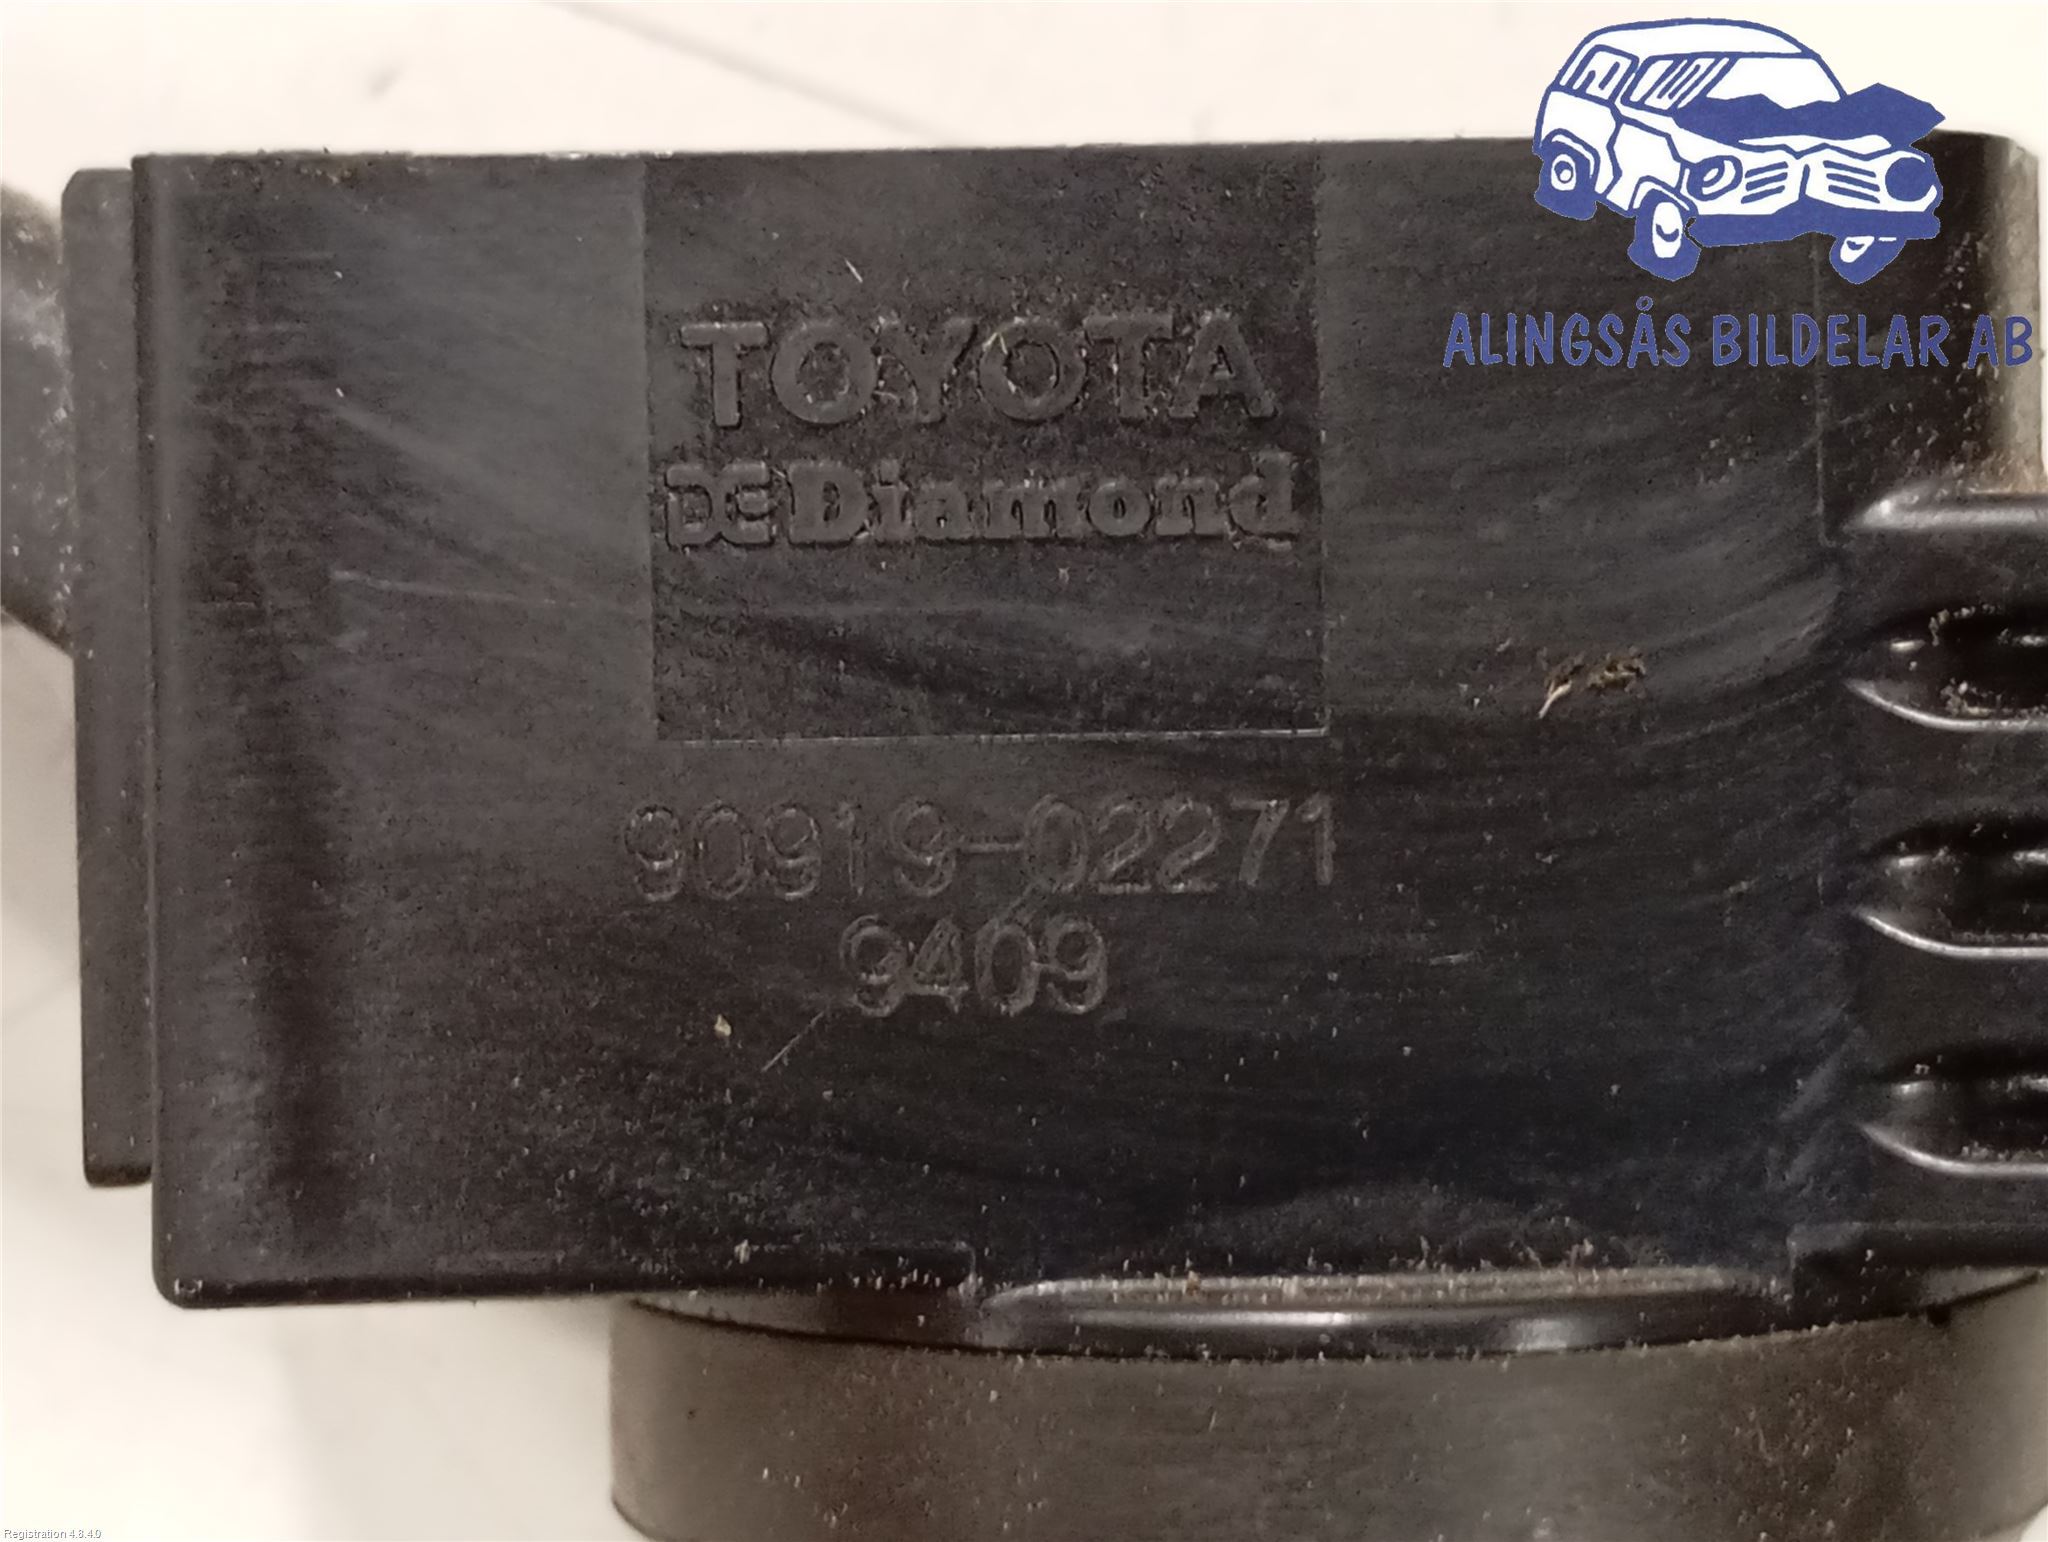 TOYOTA
Diamond
90919-02271
9409
ALINGSÅS BILDELAR AB
Registration 4.8.4.0